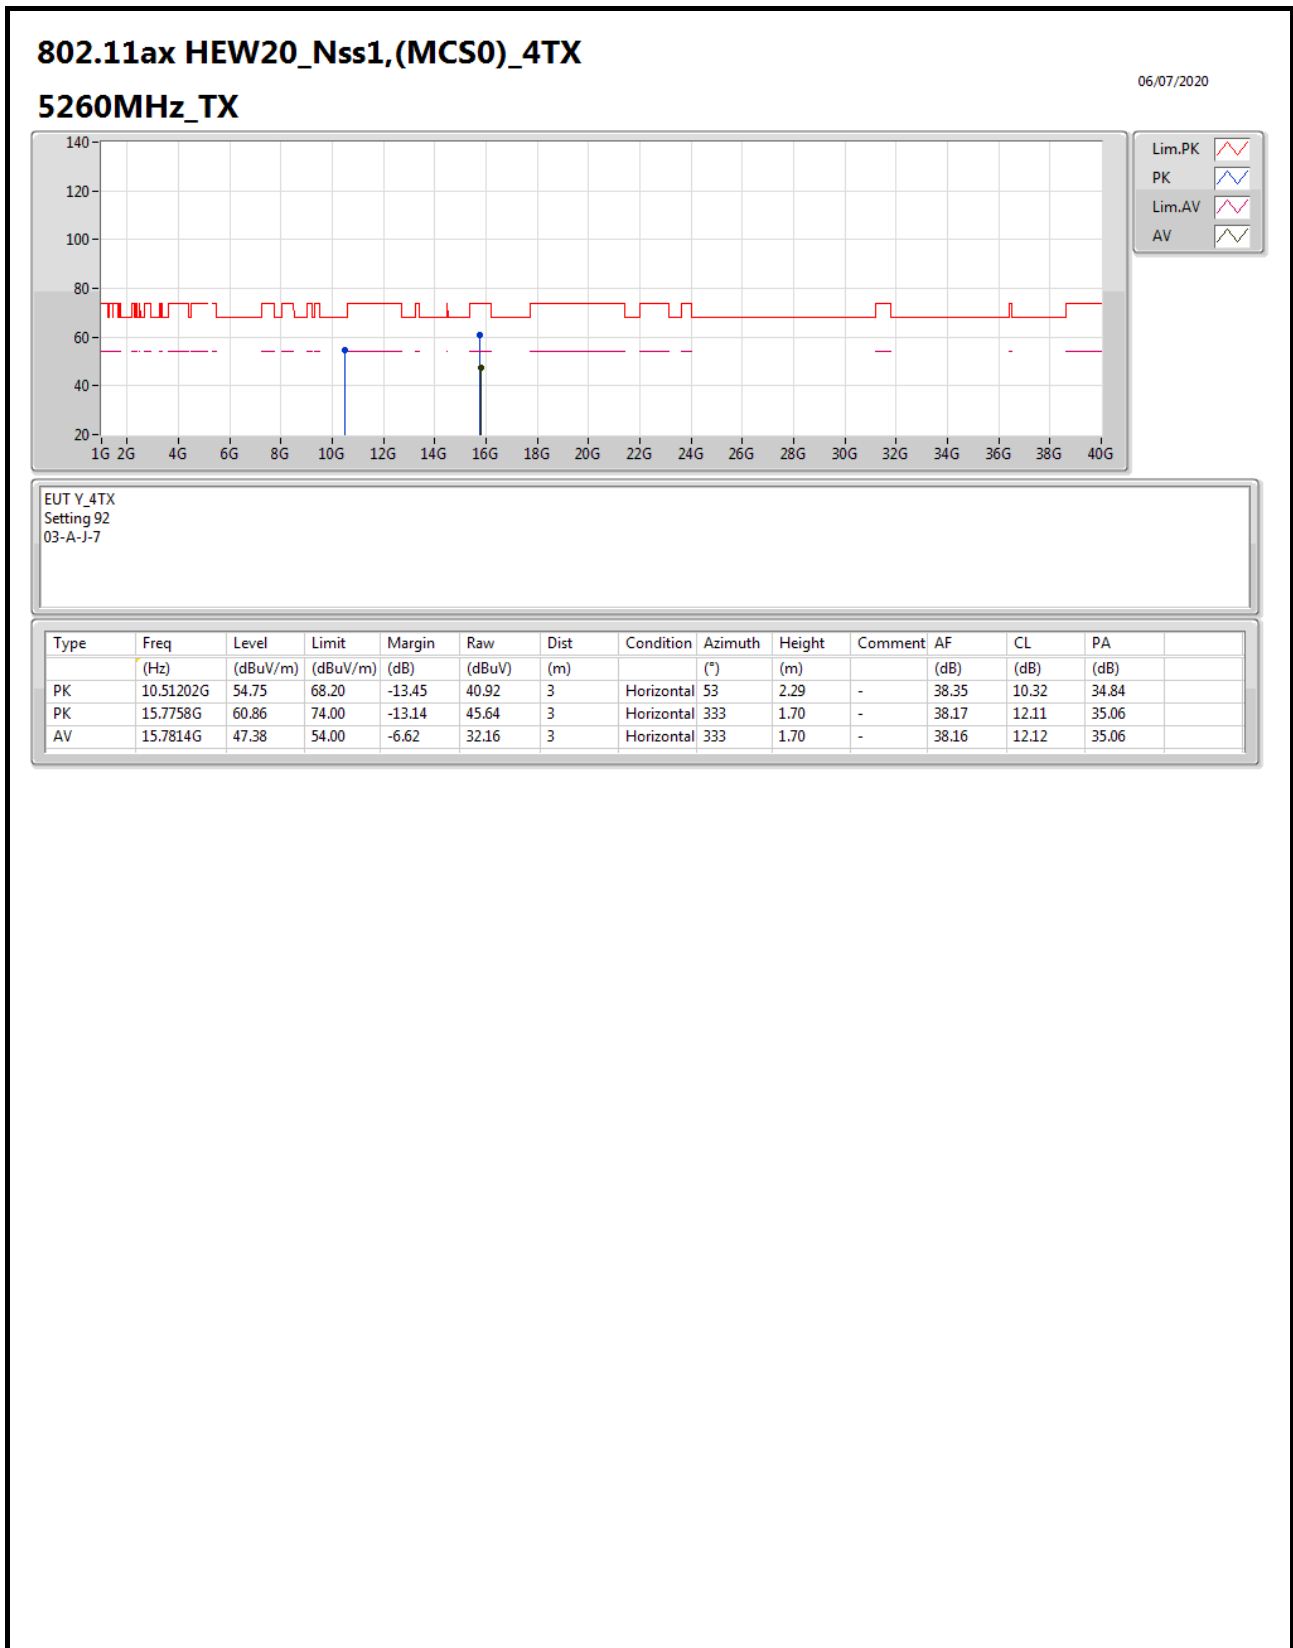 802.11ax HEW20_Nss1,(MCS0)_4TX
06/07/2020
5260MHz_TX
140
120
100
80
60
40
20
1G 2G 4G 6G 8G 10G 12G 14G 16G 18G 20G 22G 24G 26G 28G 30G 32G 34G 36G 38G 40G
Lim.PK
PK
Lim.AV
AV
EUT Y_4TX
Setting 92
03-A-J-7
Type Freq Level Limit Margin Raw Dist Condition Azimuth Height Comment AF CL PA
(Hz) (dBuV/m) (dBuV/m) (dB) (dBuV) (m) (°) (m) (dB) (dB) (dB)
PK 10.51202G 54.75 68.20 -13.45 40.92 3 Horizontal 53 2.29 - 38.35 10.32 34.84
PK 15.7758G 60.86 74.00 -13.14 45.64 3 Horizontal 333 1.70 - 38.17 12.11 35.06
AV 15.7814G 47.38 54.00 -6.62 32.16 3 Horizontal 333 1.70 - 38.16 12.12 35.06